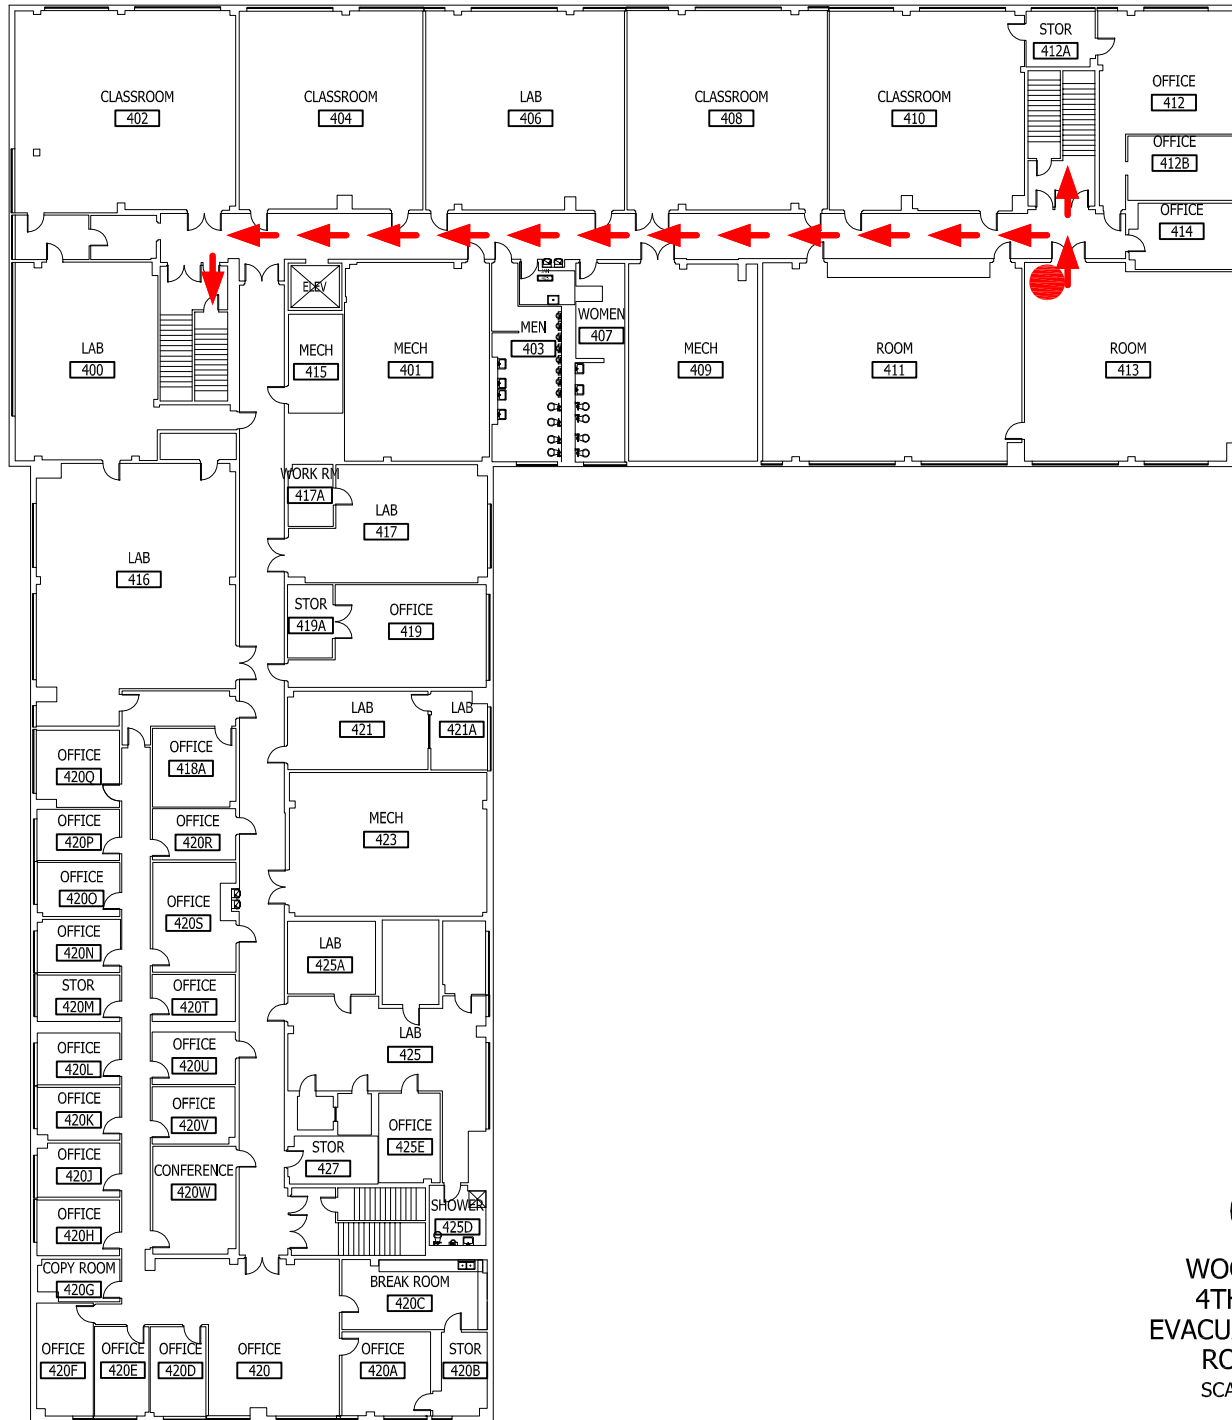 STOR
412A
CLASSROOM
402
CLASSROOM
404
LAB
406
CLASSROOM
408
CLASSROOM
410
OFFICE
412
OFFICE
412B
OFFICE
414
ELEV
LAB
400
MECH
415
MECH
401
MEN
403
WOMEN
407
MECH
409
ROOM
411
ROOM
413
WORK RM
417A
LAB
417
LAB
416
STOR
419A
OFFICE
419
LAB
421
LAB
421A
OFFICE
420Q
OFFICE
418A
OFFICE
420P
OFFICE
420R
MECH
423
OFFICE
420O
OFFICE
420S
OFFICE
420N
LAB
425A
STOR
420M
OFFICE
420T
OFFICE
420L
OFFICE
420U
LAB
425
OFFICE
420K
OFFICE
420V
OFFICE
425E
OFFICE
420J
CONFERENCE
420W
STOR
427
OFFICE
420H
SHOWER
425D
COPY ROOM
420G
BREAK ROOM
420C
OFFICE
420F
OFFICE
420E
OFFICE
420D
OFFICE
420
OFFICE
420A
STOR
420B
WOO
4TH
EVACUA
RO
SCA